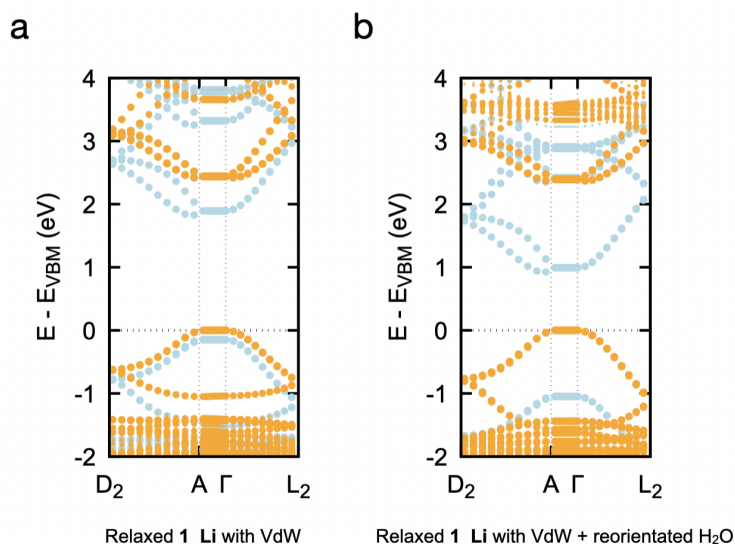 a
b
4
3
2
1
0
-1
-2
E - EVBM (eV)
D2 A Γ L2
Relaxed 1 Li with VdW
4
3
2
1
0
-1
-2
E - EVBM (eV)
D2 A Γ L2
Relaxed 1 Li with VdW + reorientated H2O